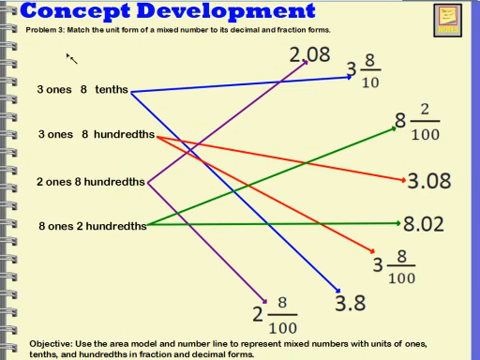 Concept Development
Problem 3: Match the unit form of a mixed number to its decimal and fraction forms.
2.08
3 8/10
3 ones 8 tenths
8 2/100
3 ones 8 hundredths
3.08
2 ones 8 hundredths
8.02
8 ones 2 hundredths
3 8/100
3.8
2 8/100
Objective: Use the area model and number line to represent mixed numbers with units of ones,
tenths, and hundredths in fraction and decimal forms.